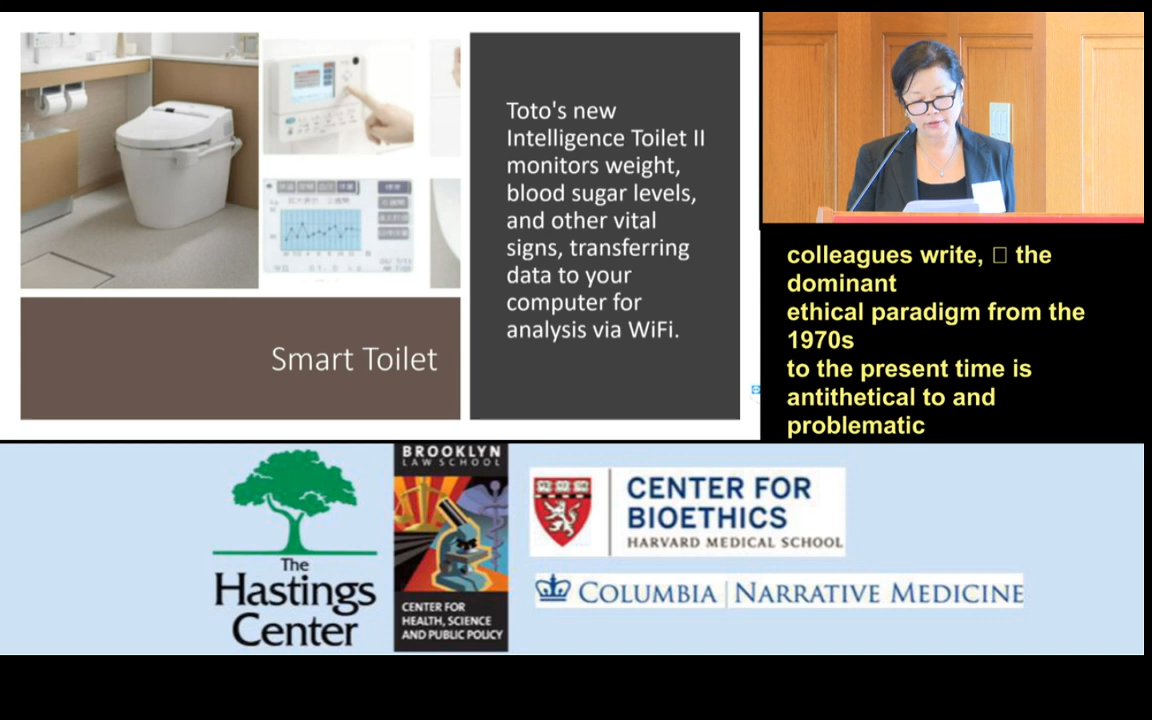 Toto's new
Intelligence Toilet II
monitors weight,
blood sugar levels,
and other vital
signs, transferring
data to your
computer for
analysis via WiFi.
Smart Toilet
colleagues write, □ the
dominant
ethical paradigm from the
1970s
to the present time is
antithetical to and
problematic
The
Hastings
Center
BROOKLYN
LAW SCHOOL
CENTER FOR
HEALTH, SCIENCE
AND PUBLIC POLICY
CENTER FOR
BIOETHICS
HARVARD MEDICAL SCHOOL
COLUMBIA | NARRATIVE MEDICINE